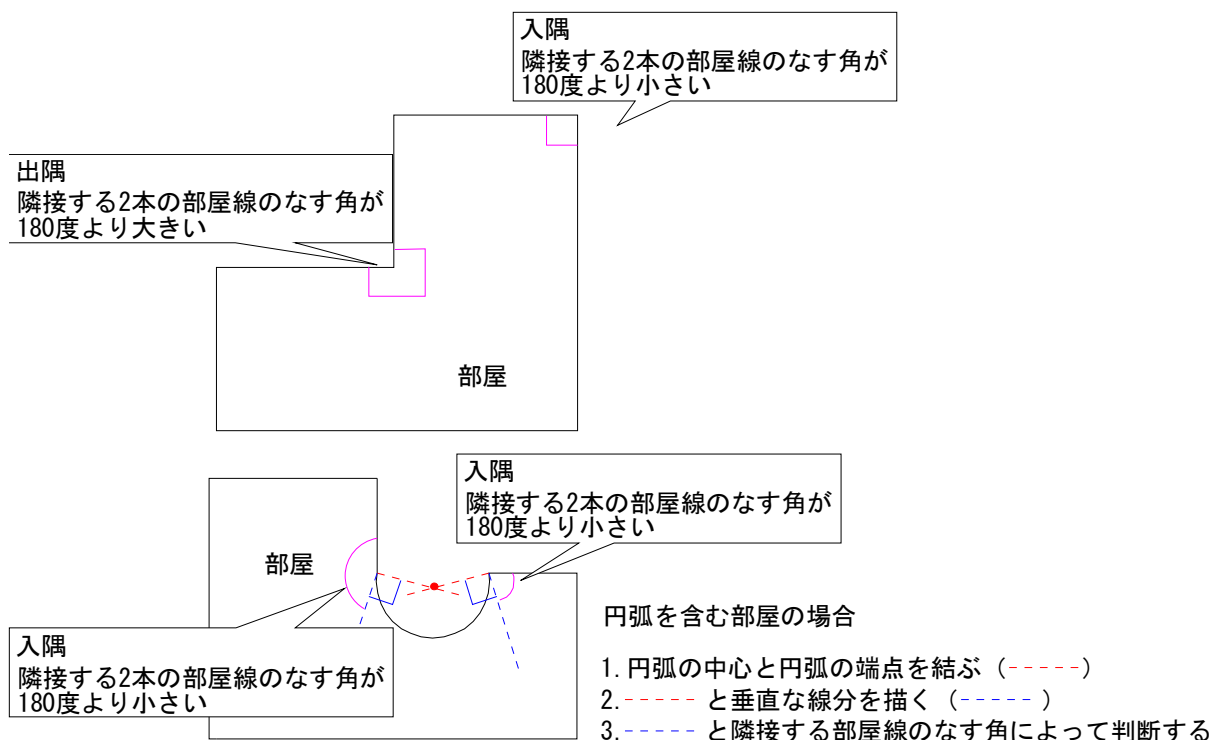 入隅
隣接する2本の部屋線のなす角が
180度より小さい
出隅
隣接する2本の部屋線のなす角が
180度より大きい
部屋
入隅
隣接する2本の部屋線のなす角が
180度より小さい
部屋
入隅
隣接する2本の部屋線のなす角が
180度より小さい
円弧を含む部屋の場合
1.円弧の中心と円弧の端点を結ぶ（-----）
2.----- と垂直な線分を描く（----- ）
3.----- と隣接する部屋線のなす角によって判断する